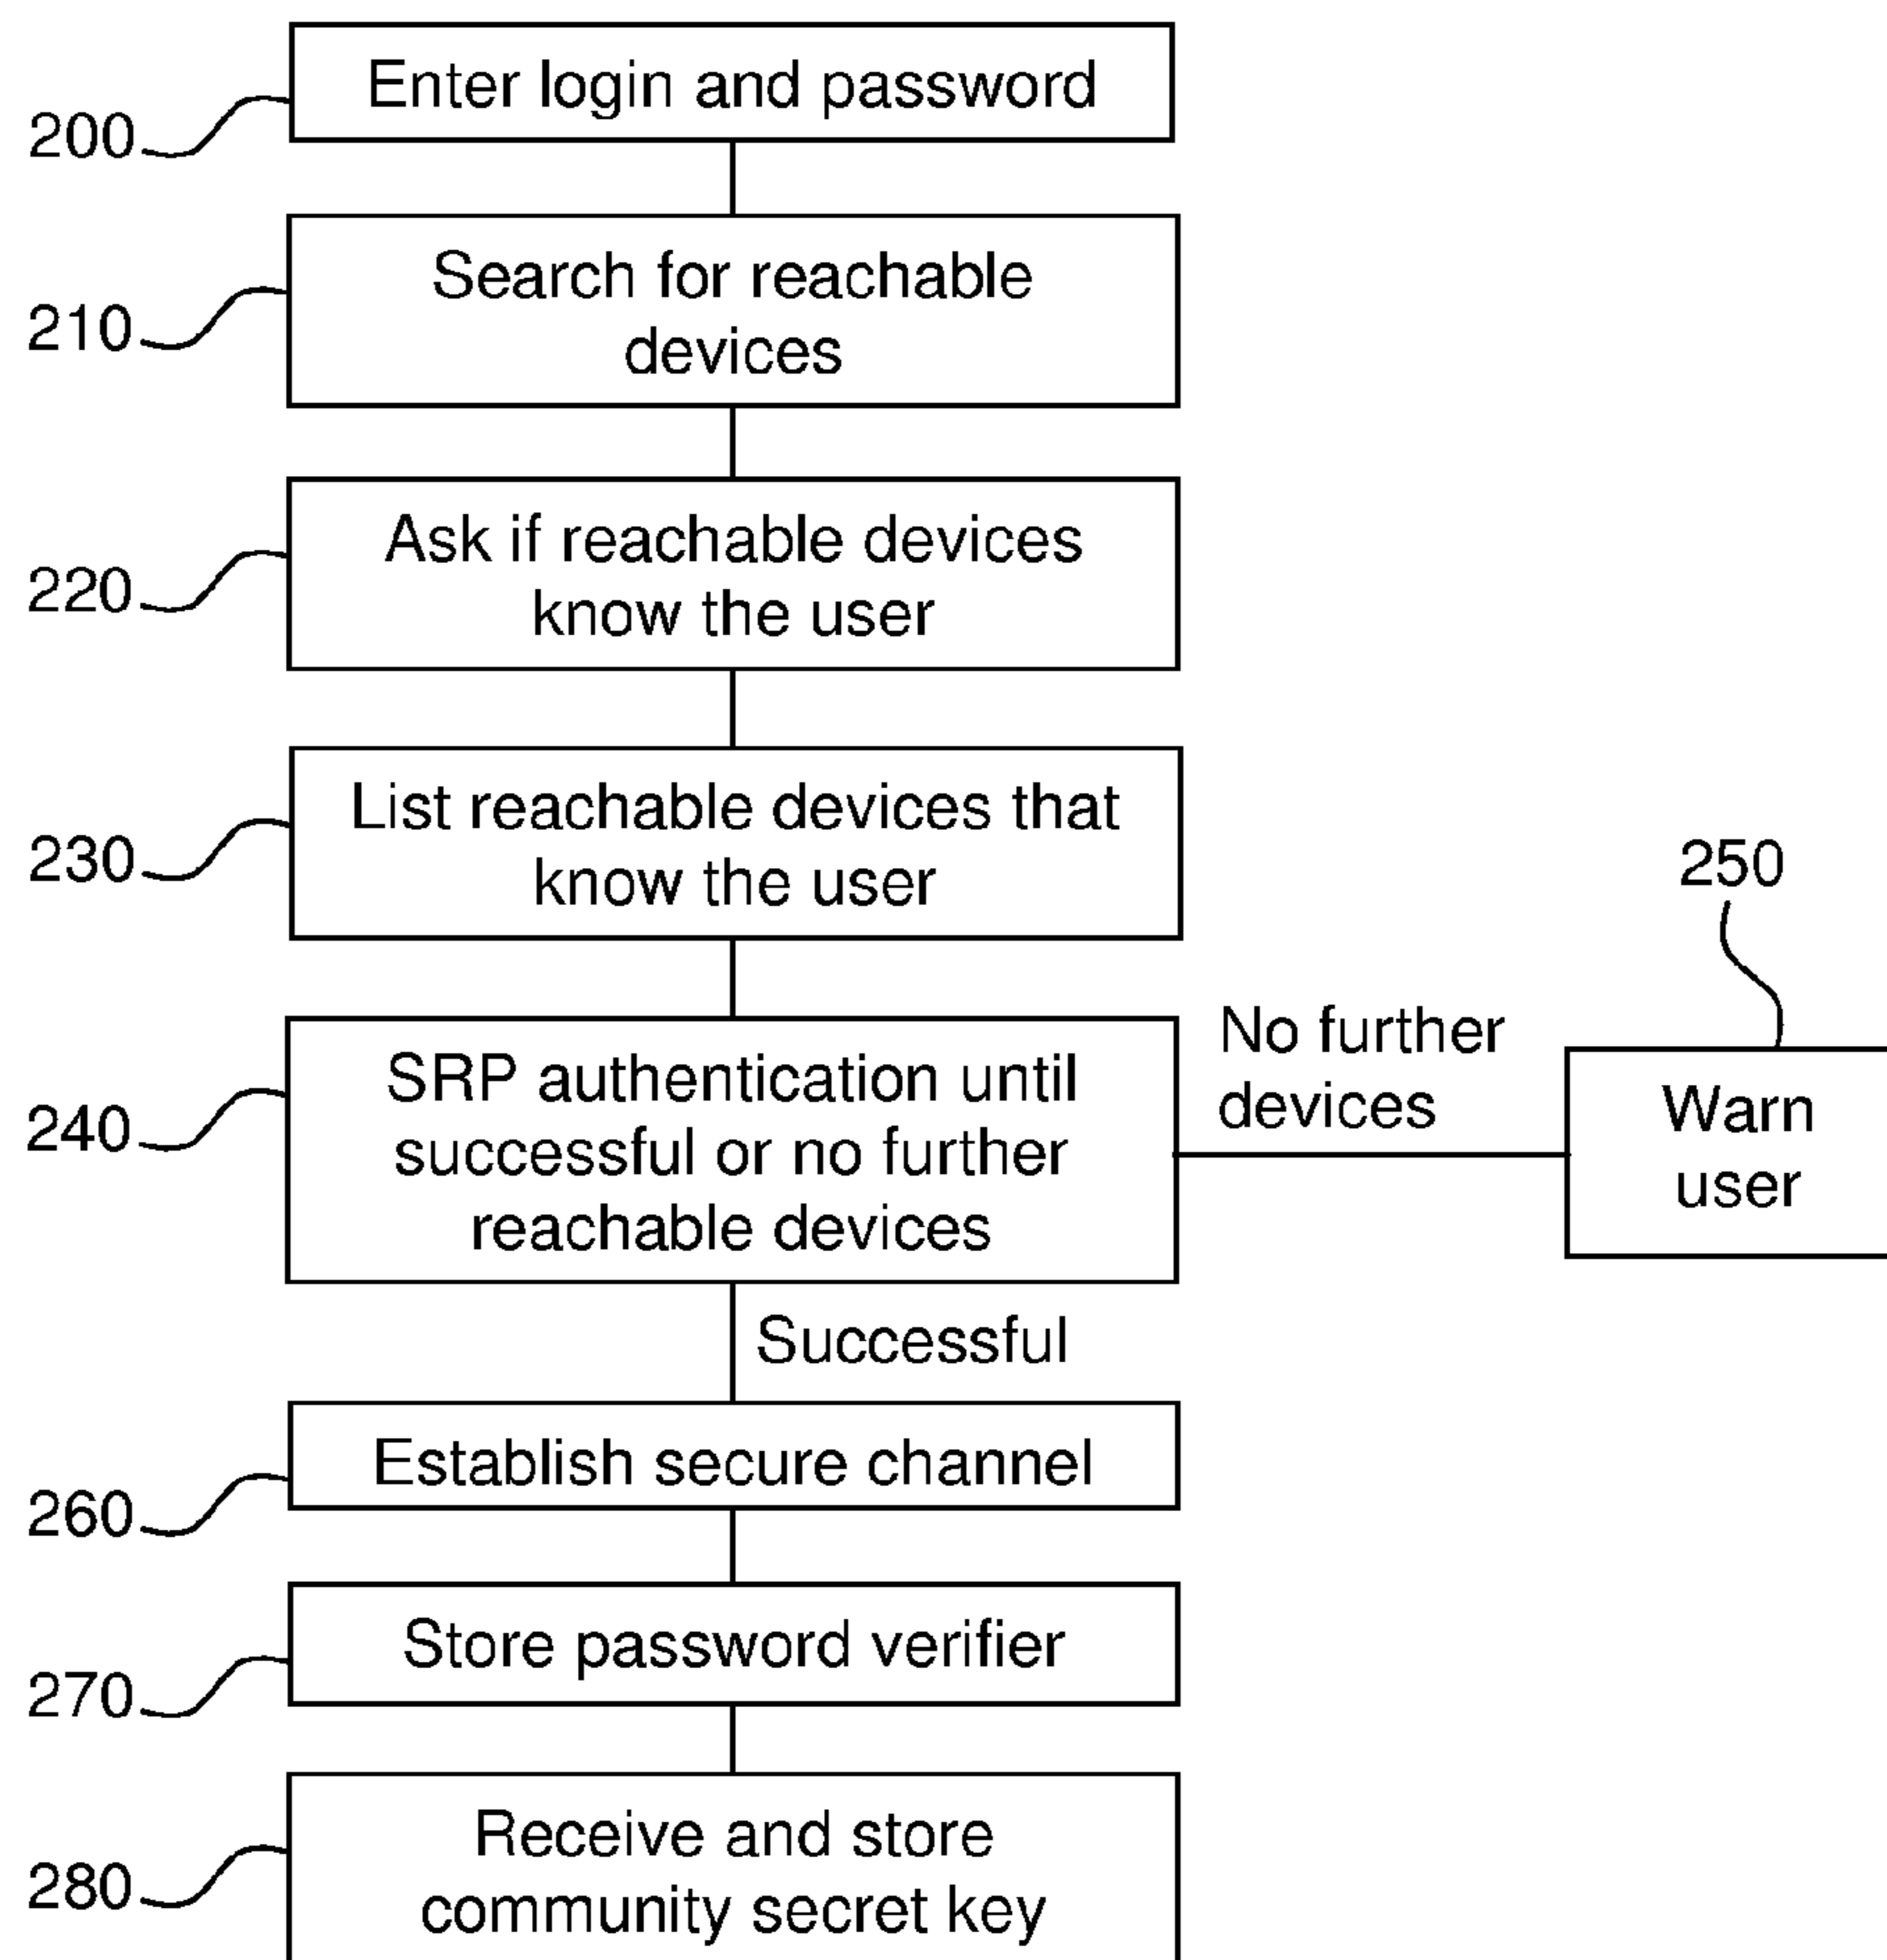 Enter login and password
200
Search for reachable
devices
210
Ask if reachable devices
know the user
220
List reachable devices that
know the user
230
250
SRP authentication until
successful or no further
reachable devices
240
No further
devices
Warn
user
Successful
Establish secure channel
260
Store password verifier
270
Receive and store
community secret key
280